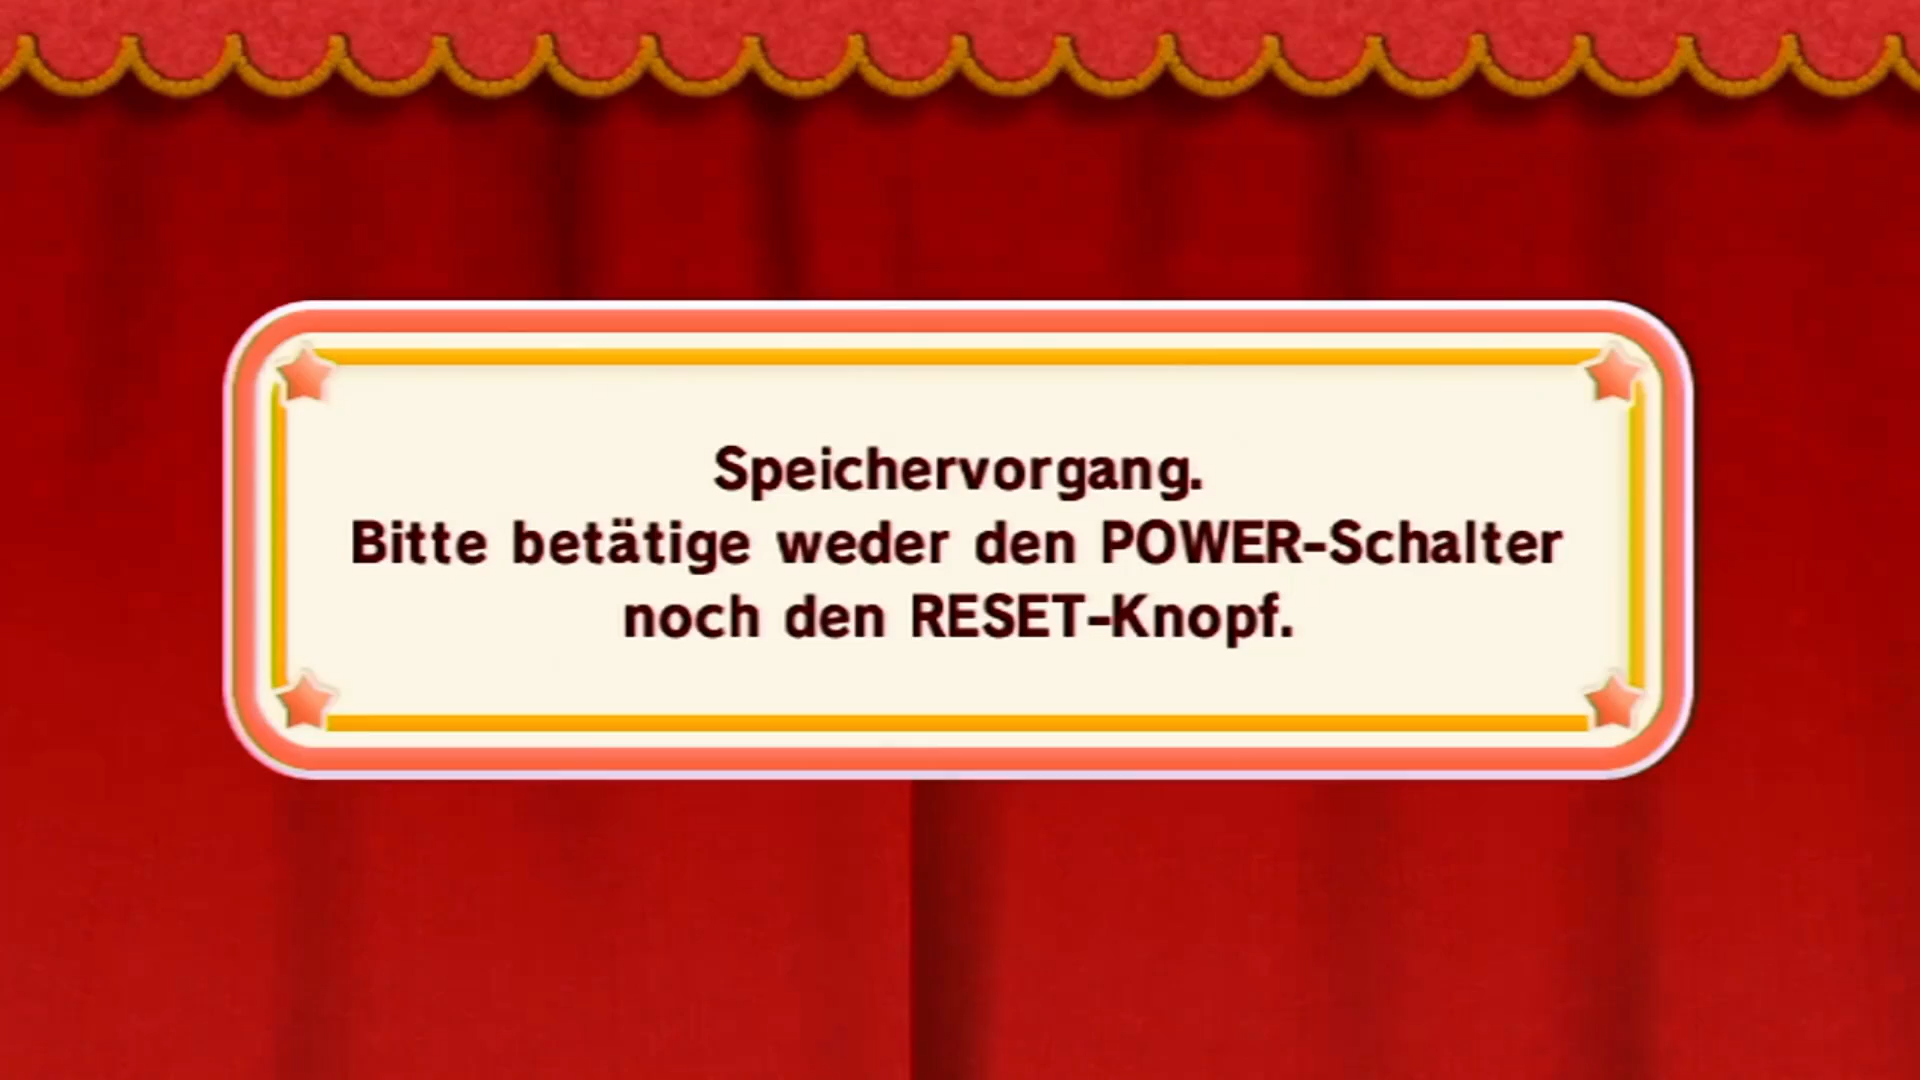 Speichervorgang.
Bitte betätige weder den POWER-Schalter
noch den RESET-Knopf.